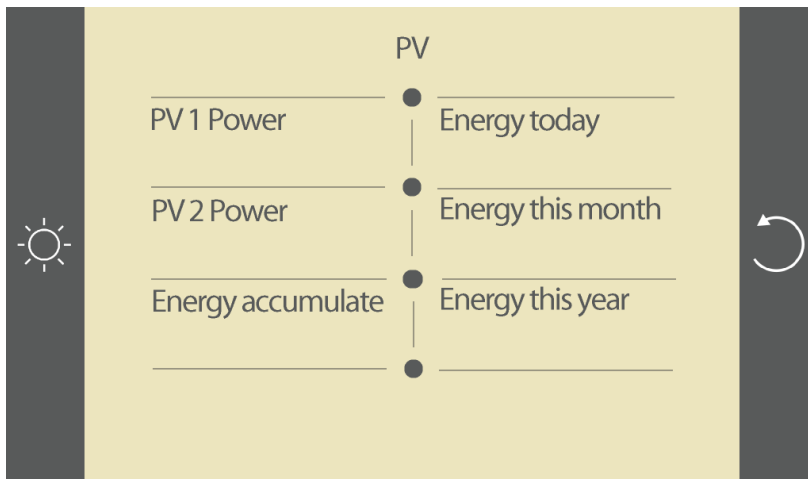 PV
PV 1 Power
Energy today
PV 2 Power
Energy this month
Energy accumulate
Energy this year